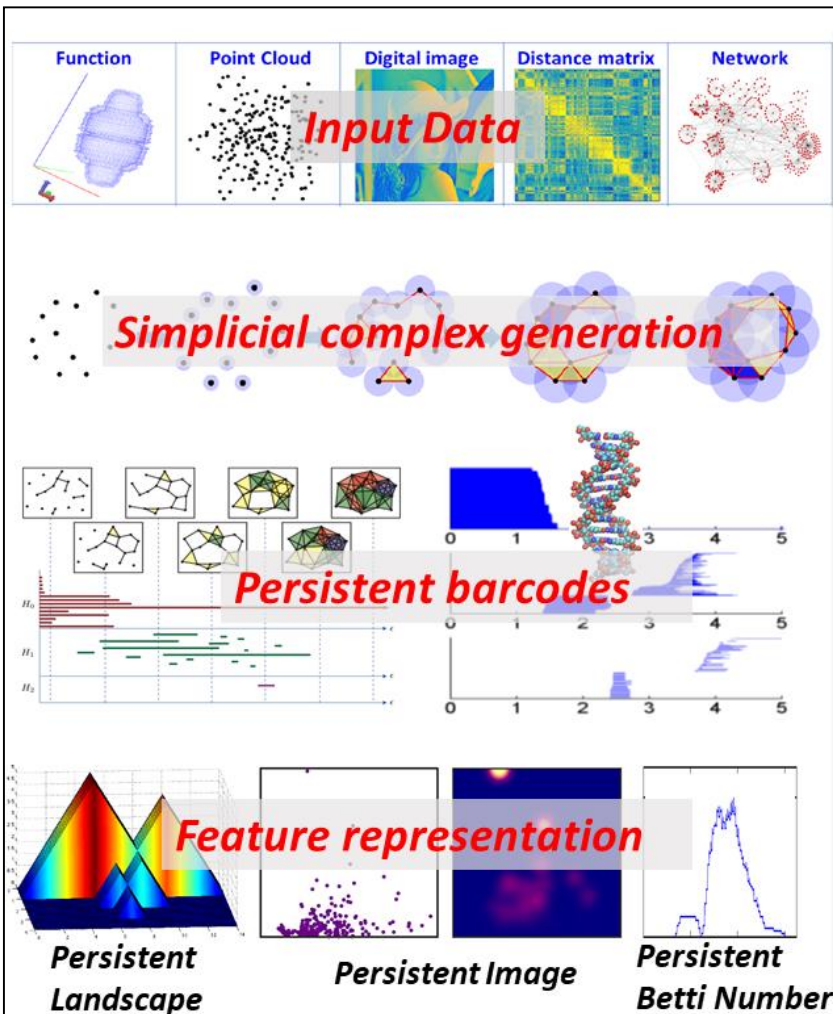 Function Point Cloud Digital image Distance matrix Network
Input Data
Simplicial complex generation
Persistent barcodes
H₀
H₁
H₂
0 1 2 3 4 5
0 1 2 3 4 5
0 1 2 3 4 5
Feature representation
Persistent
Landscape
Persistent Image
Persistent
Betti Number